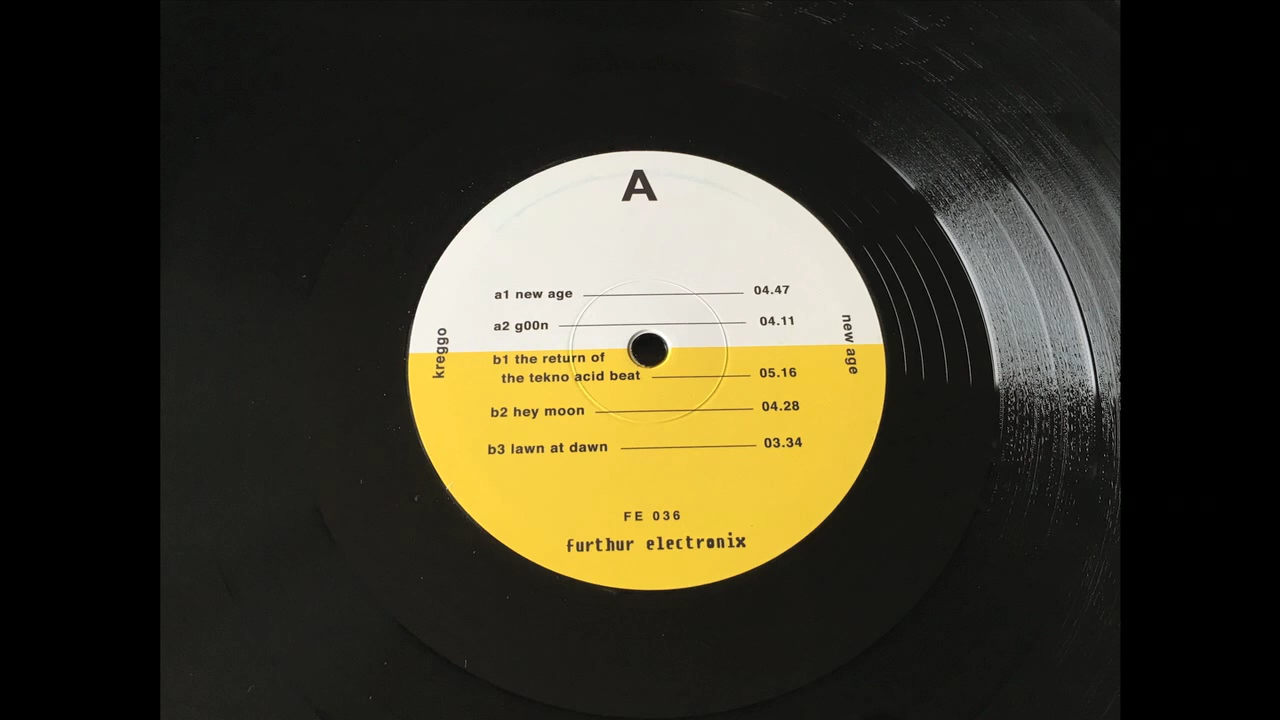 A
a1 new age 04.47
a2 g00n 04.11
b1 the return of
the tekno acid beat 05.16
b2 hey moon 04.28
b3 lawn at dawn 03.34
kreggo
new age
FE 036
furthur electronix